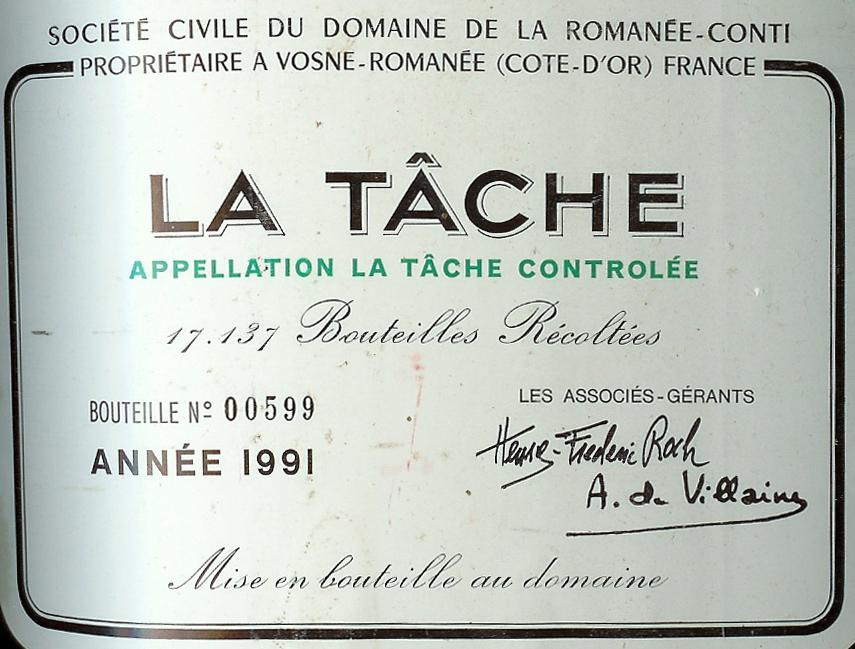 SOCIÉTÉ CIVILE DU DOMAINE DE LA ROMANÉE-CONTI
PROPRIÉTAIRE A VOSNE-ROMANÉE (COTE-D'OR) FRANCE
LA TÂCHE
APPELLATION LA TÂCHE CONTROLÉE
17.137 Bouteilles Récoltées
BOUTEILLE Nº 00599
ANNÉE 1991
LES ASSOCIÉS-GÉRANTS
Henry-Frederic Roch
A. de Villaine
Mise en bouteille au domaine